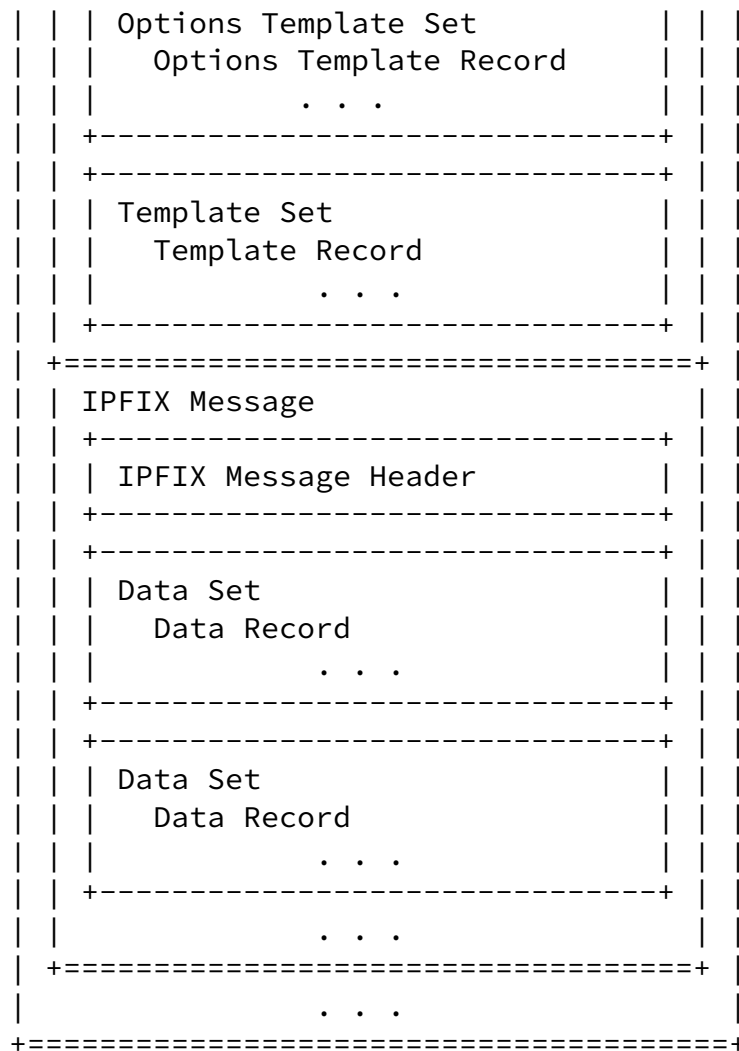 | | | Options Template Set          | | |
| | |   Options Template Record     | | |
| | |           . . .               | | |
| | +-------------------------------+ | |
| | +-------------------------------+ | |
| | | Template Set                  | | |
| | |   Template Record             | | |
| | |            . . .              | | |
| | +-------------------------------+ | |
| +===================================+ |
| | IPFIX Message                     | |
| | +-------------------------------+ | |
| | | IPFIX Message Header          | | |
| | +-------------------------------+ | |
| | +-------------------------------+ | |
| | | Data Set                      | | |
| | |   Data Record                 | | |
| | |            . . .              | | |
| | +-------------------------------+ | |
| | +-------------------------------+ | |
| | | Data Set                      | | |
| | |   Data Record                 | | |
| | |            . . .              | | |
| | +-------------------------------+ | |
| |              . . .                | |
| +===================================+ |
|                . . .                  |
+=======================================+